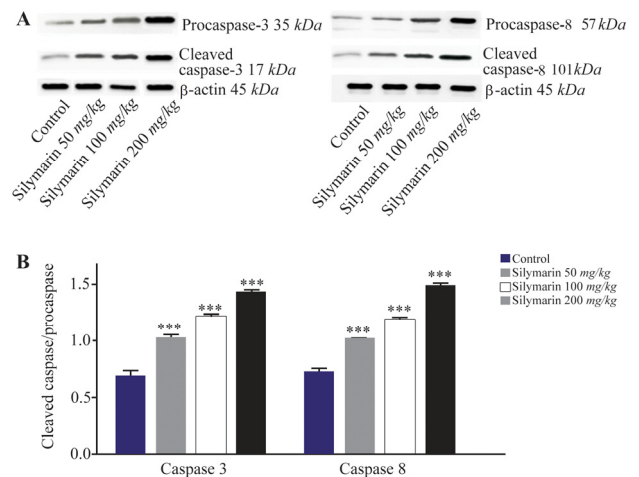 A
Procaspase-3 35 kDa
Cleaved
caspase-3 17 kDa
β-actin 45 kDa
Control
Silymarin 50 mg/kg
Silymarin 100 mg/kg
Silymarin 200 mg/kg
Procaspase-8 57 kDa
Cleaved
caspase-8 101kDa
β-actin 45 kDa
Control
Silymarin 50 mg/kg
Silymarin 100 mg/kg
Silymarin 200 mg/kg
B
Cleaved caspase/procaspase
1.5
1.0
0.5
0.0
***
***
***
***
***
***
Caspase 3
Caspase 8
Control
Silymarin 50 mg/kg
Silymarin 100 mg/kg
Silymarin 200 mg/kg